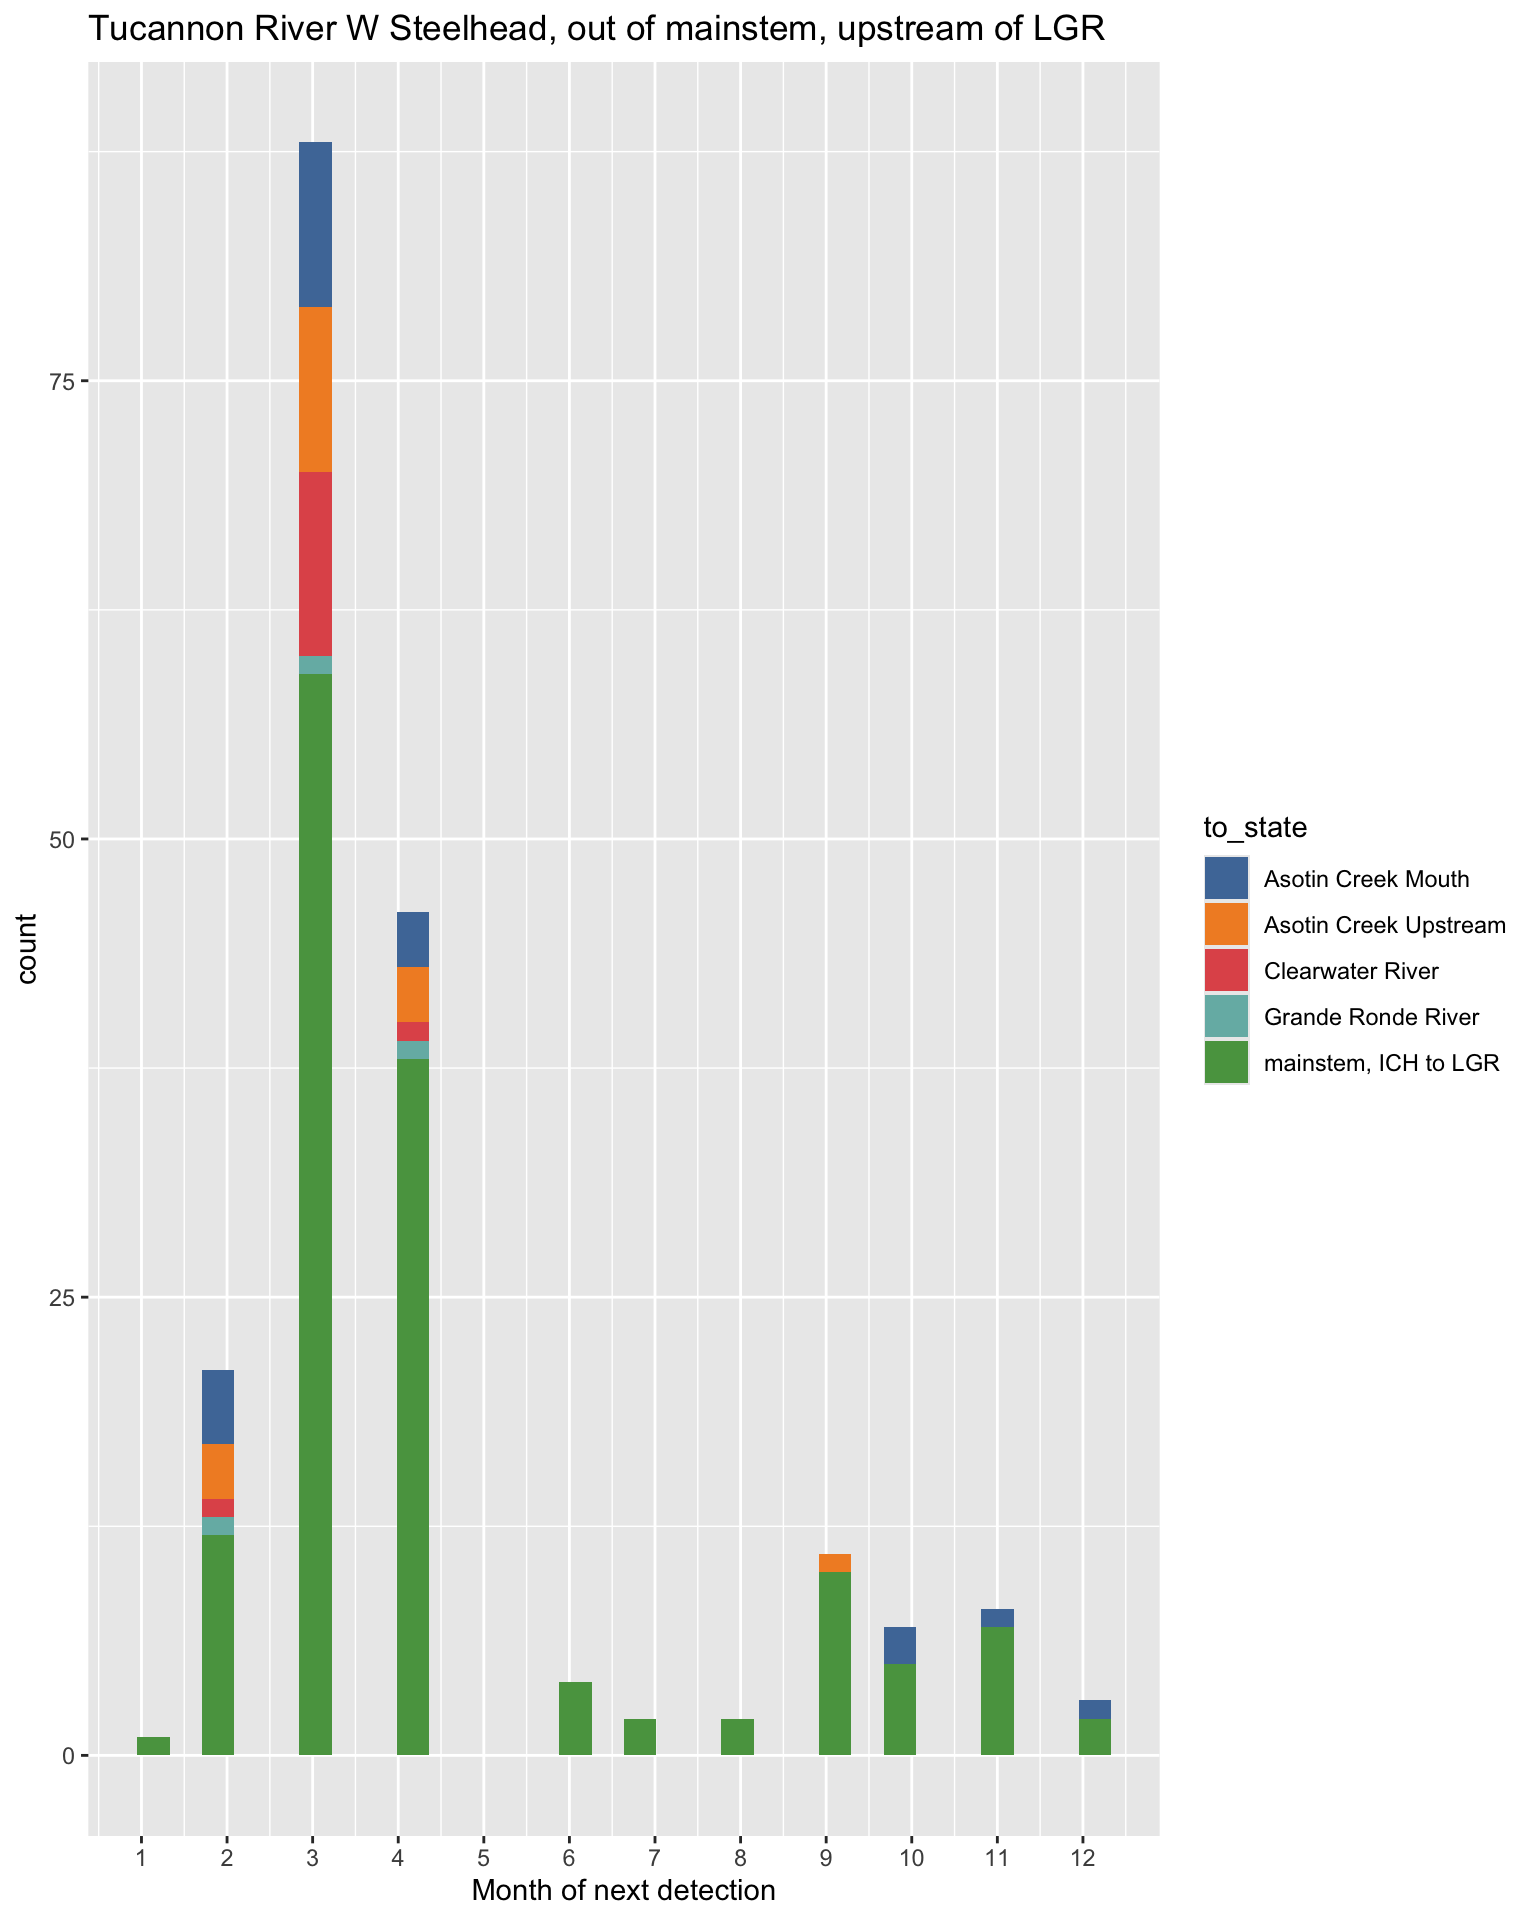 Tucannon River W Steelhead, out of mainstem, upstream of LGR
75
50
25
0
count
1 2 3 4 5 6 7 8 9 10 11 12
Month of next detection
to_state
Asotin Creek Mouth
Asotin Creek Upstream
Clearwater River
Grande Ronde River
mainstem, ICH to LGR